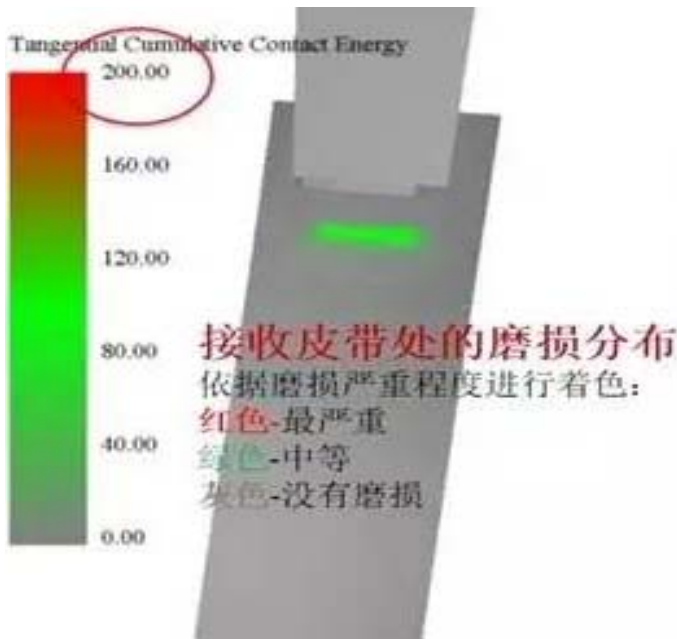 Tangential Cumulative Contact Energy
200.00
160.00
120.00
80.00
40.00
0.00
接收皮带处的磨损分布
依据磨损严重程度进行着色：
红色-最严重
绿色-中等
灰色-没有磨损